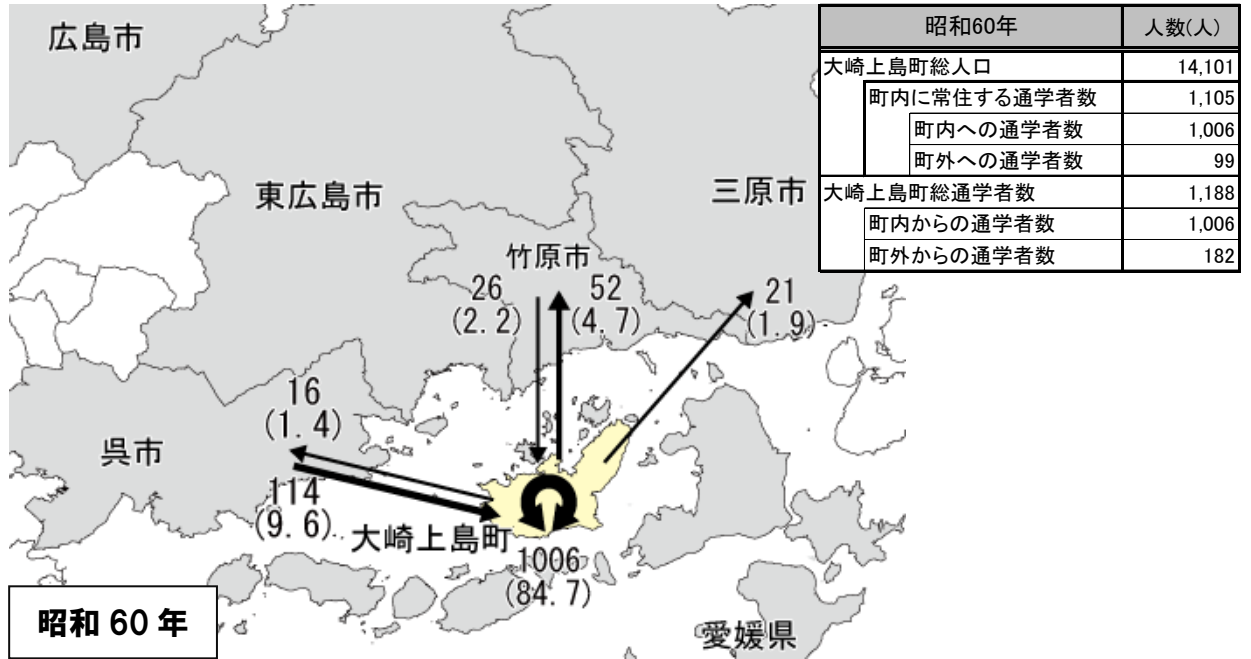 広島市
昭和60年 人数(人)
大崎上島町総人口 14,101
町内に常住する通学者数 1,105
町内への通学者数 1,006
町外への通学者数 99
大崎上島町総通学者数 1,188
町内からの通学者数 1,006
町外からの通学者数 182
東広島市
三原市
竹原市
26
(2.2)
52
(4.7)
21
(1.9)
16
(1.4)
呉市
114
(9.6)
大崎上島町
1006
(84.7)
昭和 60 年
愛媛県